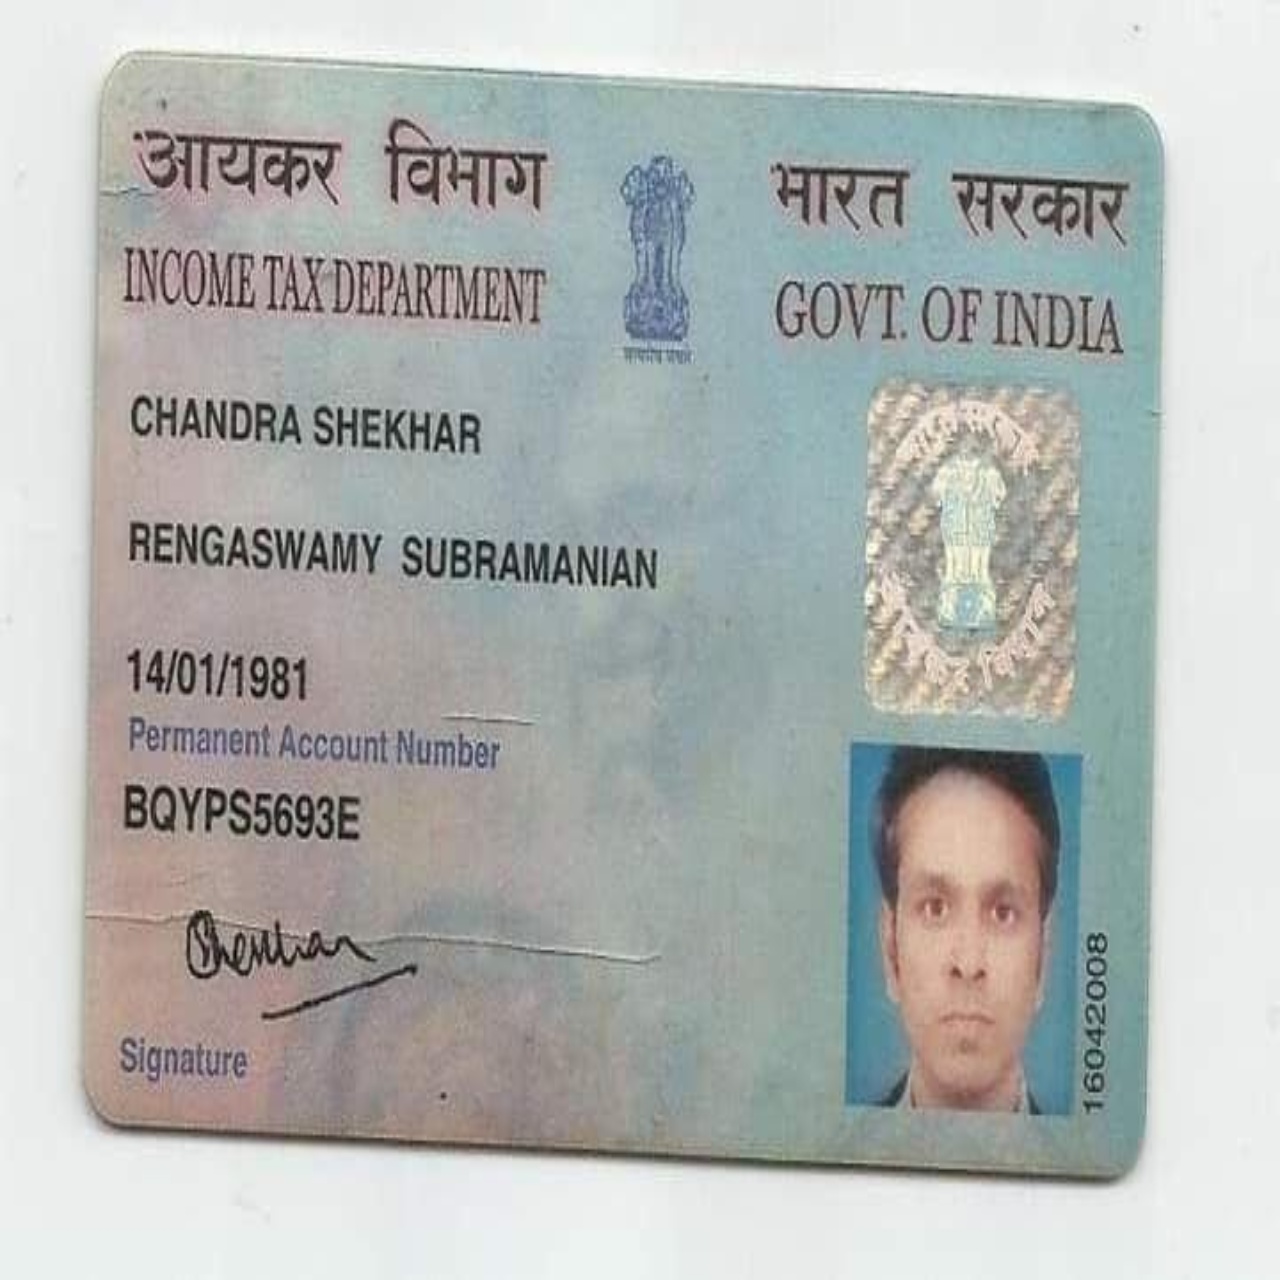 आयकर विभाग
INCOME TAX DEPARTMENT
भारत सरकार
GOVT. OF INDIA
सत्यमेव जयते
CHANDRA SHEKHAR
RENGASWAMY SUBRAMANIAN
14/01/1981
Permanent Account Number
BQYPS5693E
Signature
16042008